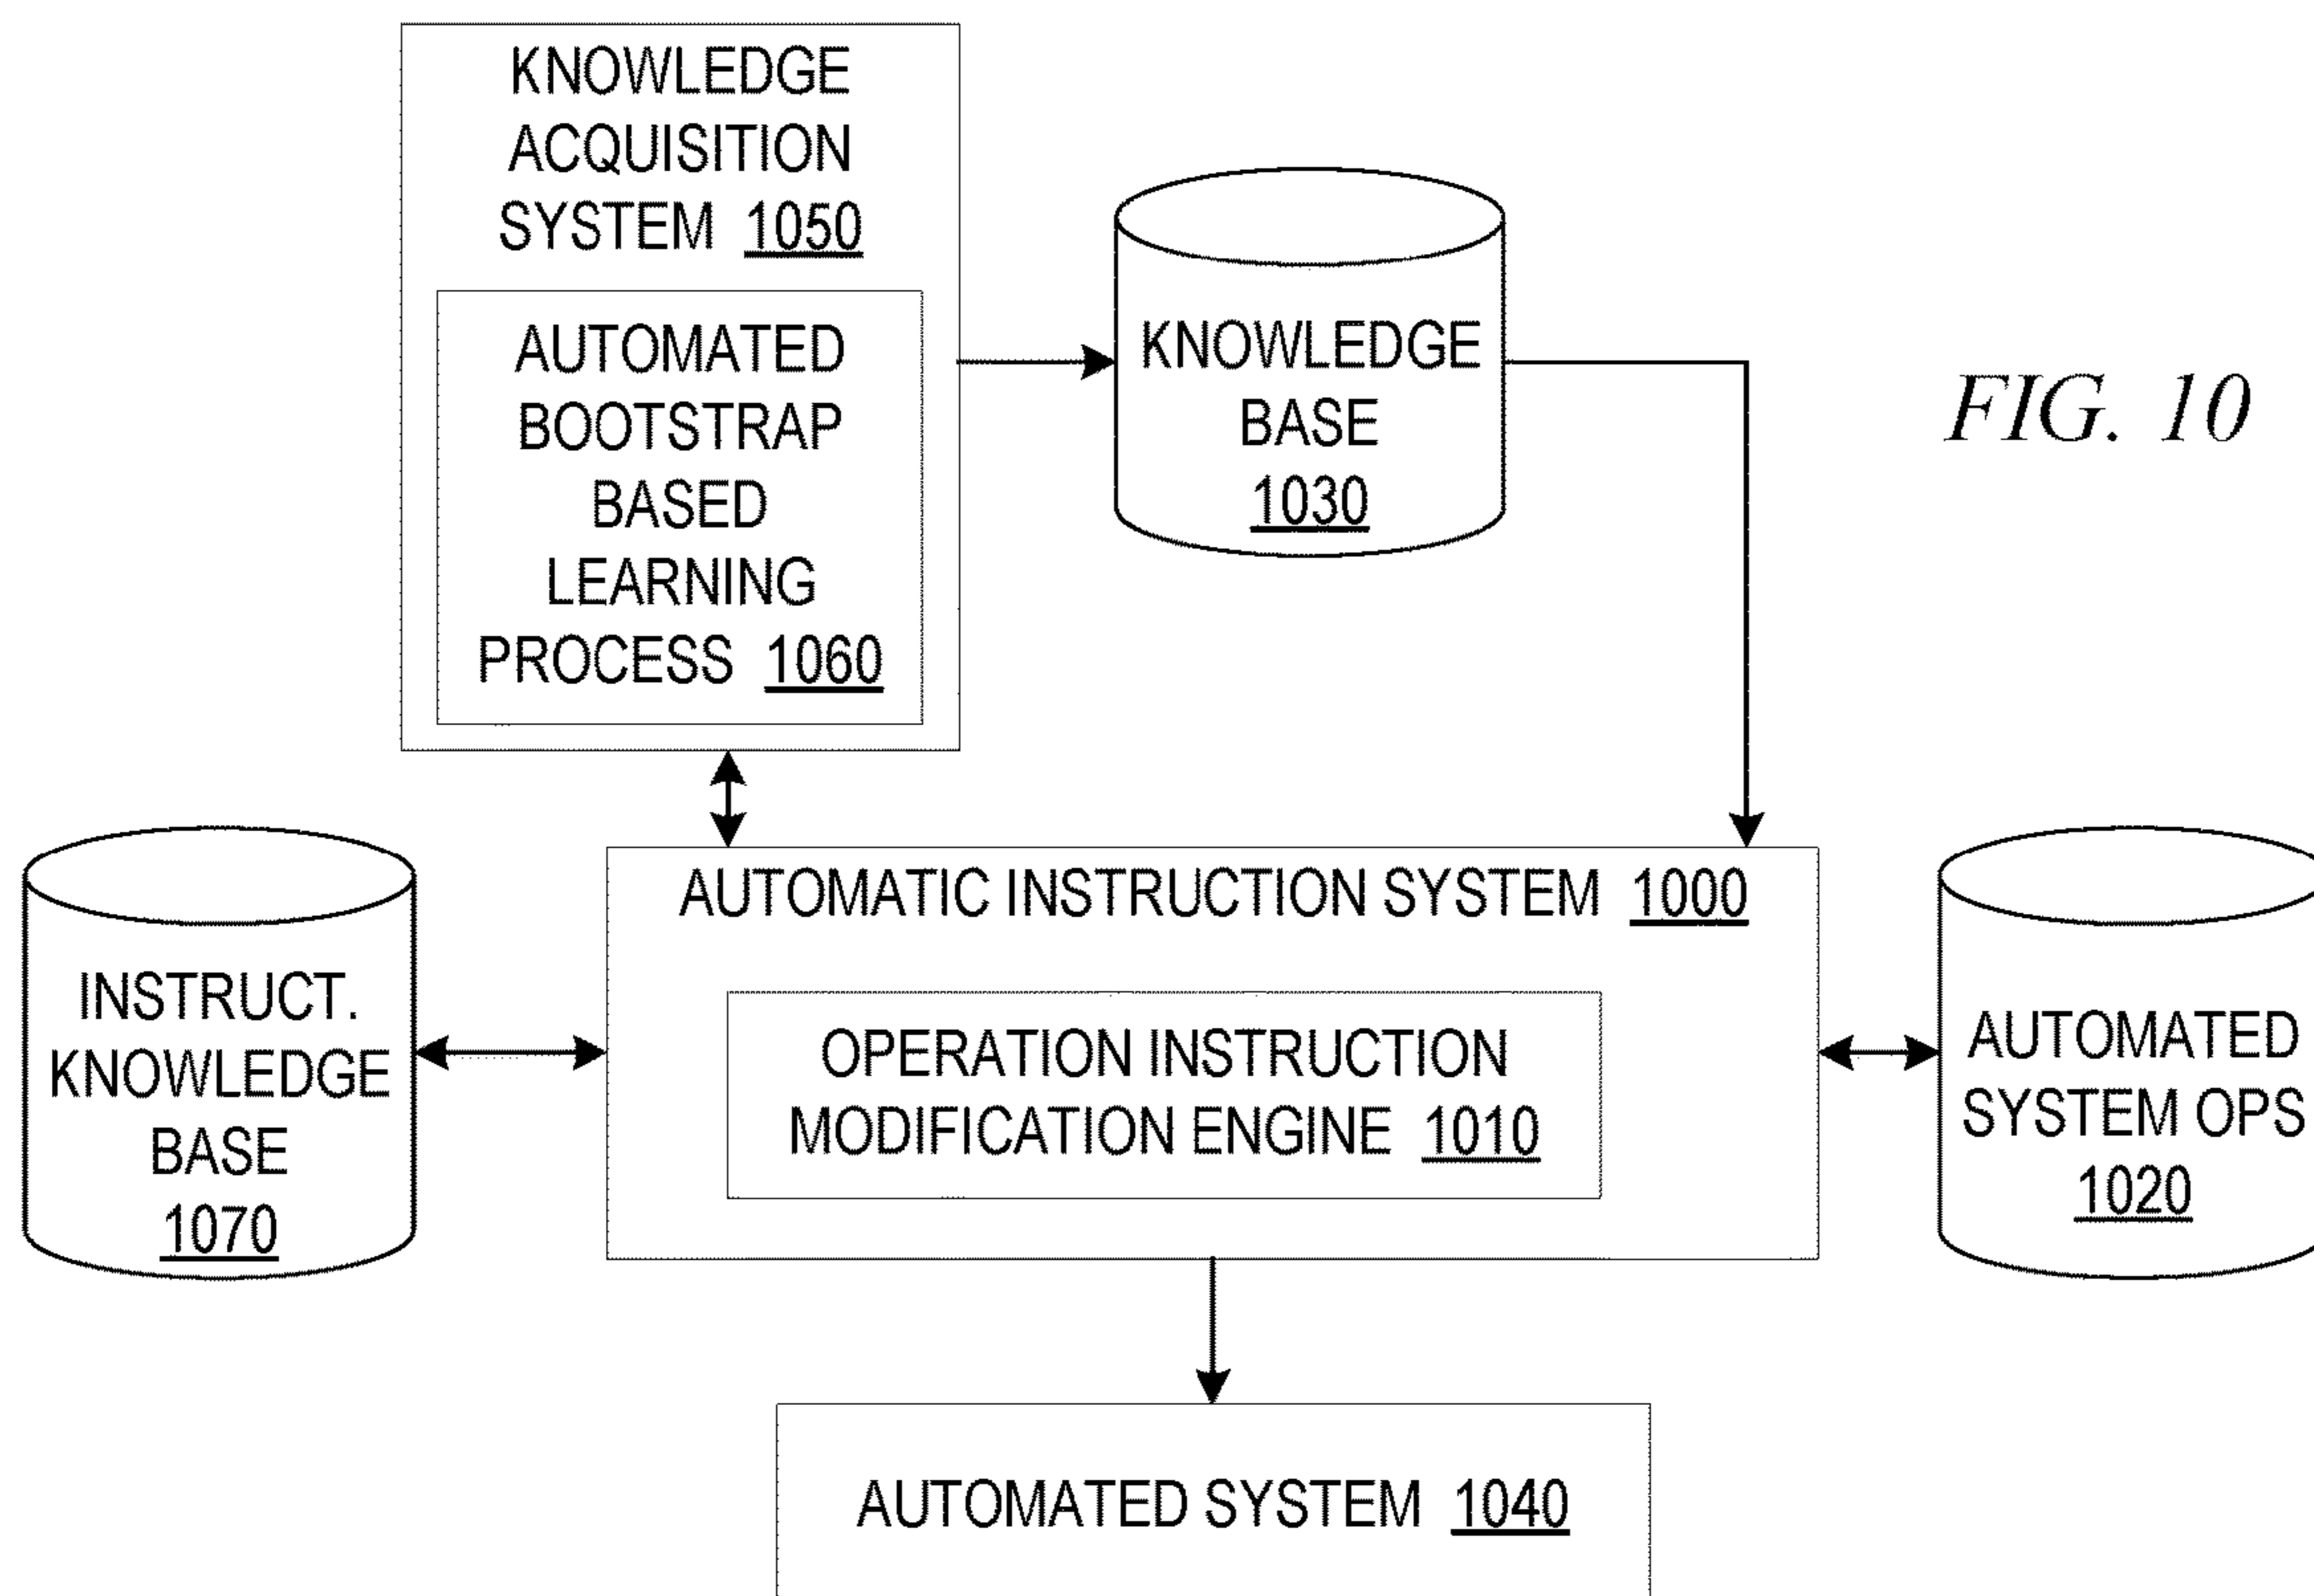 KNOWLEDGE
ACQUISITION
SYSTEM 1050
AUTOMATED
BOOTSTRAP
BASED
LEARNING
PROCESS 1060
KNOWLEDGE
BASE
1030
FIG. 10
AUTOMATIC INSTRUCTION SYSTEM 1000
OPERATION INSTRUCTION
MODIFICATION ENGINE 1010
INSTRUCT.
KNOWLEDGE
BASE
1070
AUTOMATED
SYSTEM OPS
1020
AUTOMATED SYSTEM 1040